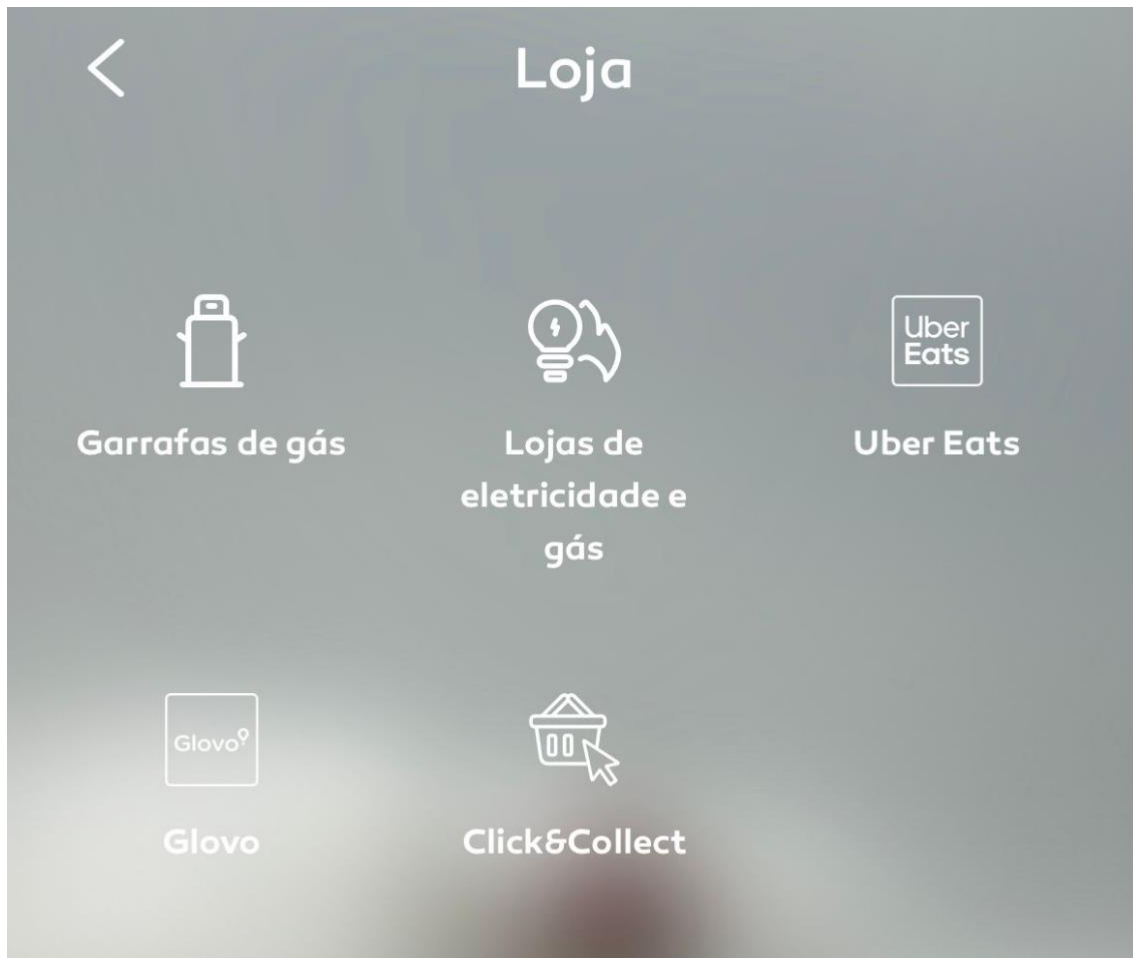 Loja
Uber
Eats
Garrafas de gás
Lojas de
eletricidade e
gás
Uber Eats
Glovo
Glovo
Click&Collect